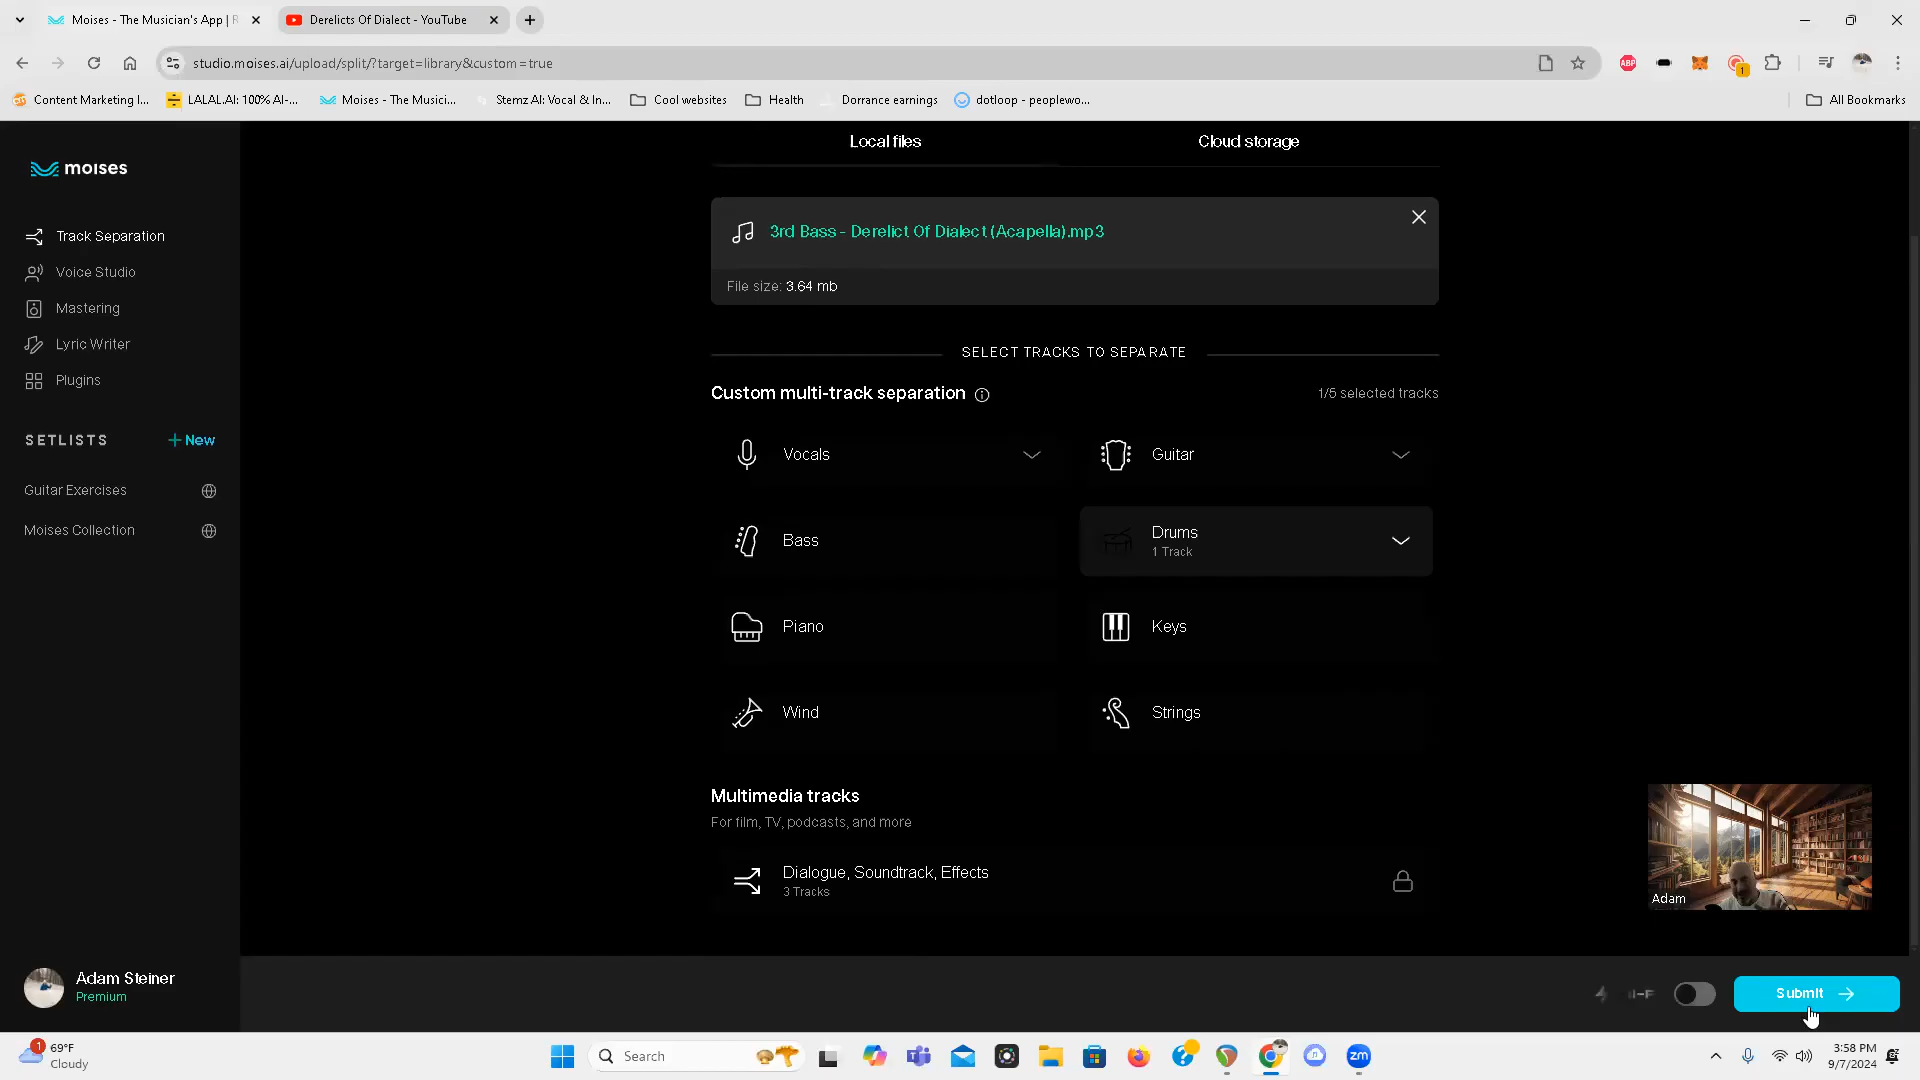 Moises - The Musician's App | R
Derelicts Of Dialect - YouTube
studio.moises.ai/upload/split/?target=library&custom=true
ABP
1
Content Marketing I...
LALAL.AI: 100% AI-...
Moises - The Musici...
Stemz AI: Vocal & In...
Cool websites
Health
Dorrance earnings
dotloop - peoplewo...
All Bookmarks
moises
Track Separation
Voice Studio
Mastering
Lyric Writer
Plugins
SETLISTS
+ New
Guitar Exercises
Moises Collection
Adam Steiner
Premium
Local files
Cloud storage
3rd Bass - Derelict Of Dialect (Acapella).mp3
File size: 3.64 mb
SELECT TRACKS TO SEPARATE
Custom multi-track separation
1/5 selected tracks
Vocals
Guitar
Bass
Drums
1 Track
Piano
Keys
Wind
Strings
Multimedia tracks
For film, TV, podcasts, and more
Dialogue, Soundtrack, Effects
3 Tracks
Adam
Submit
1
69°F
Cloudy
Search
zm
3:58 PM
9/7/2024